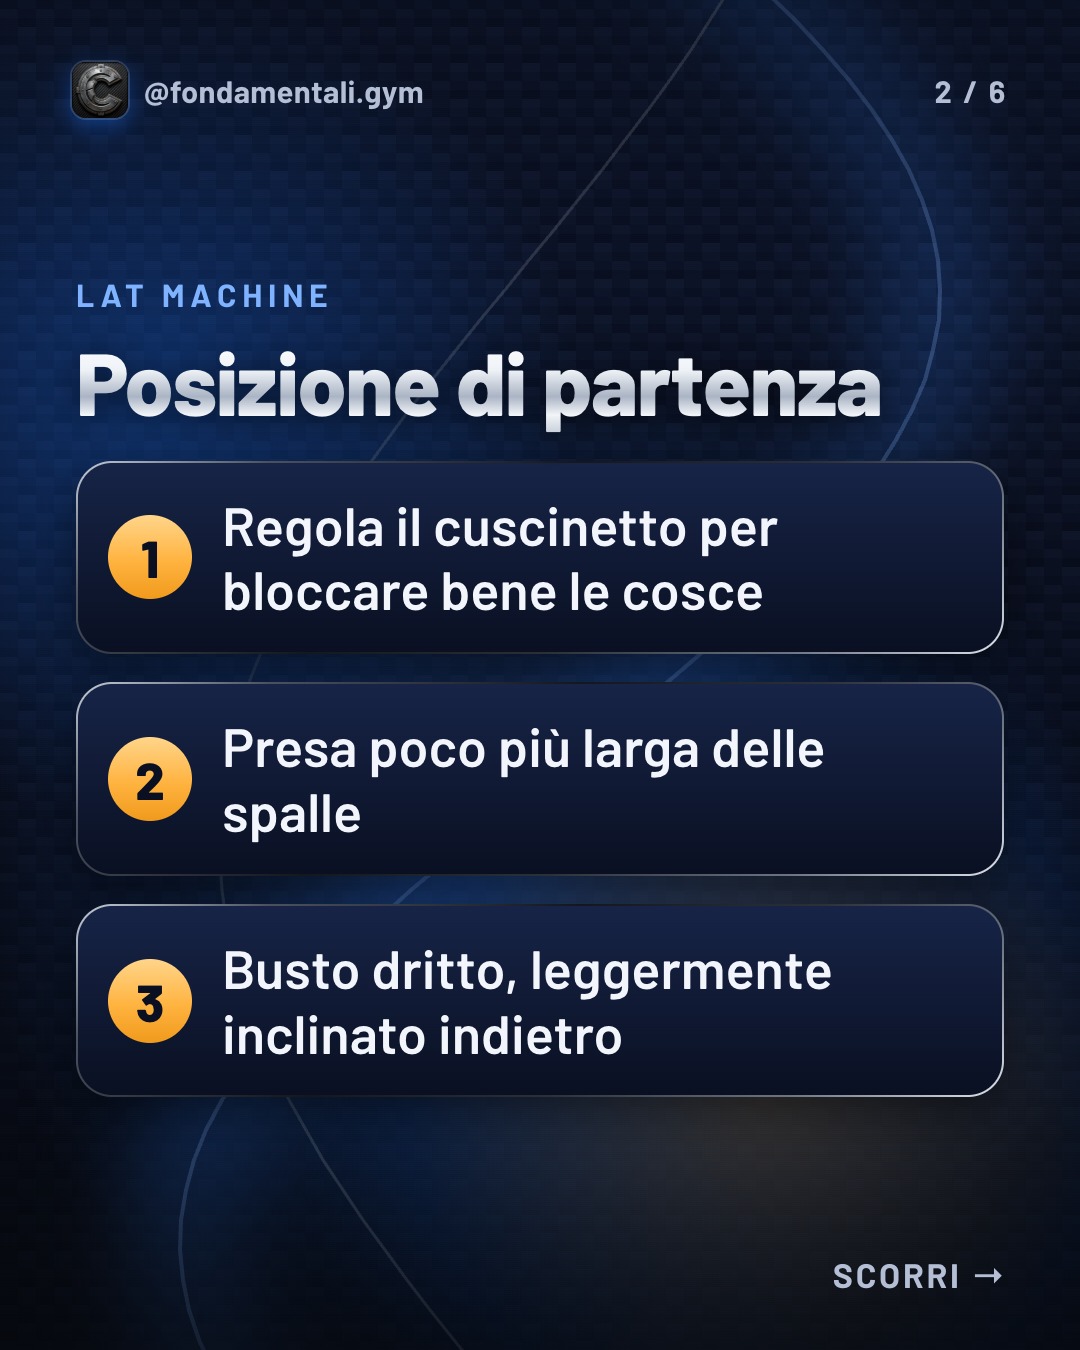 @fondamentali.gym
2 / 6
LAT MACHINE
Posizione di partenza
1
Regola il cuscinetto per
bloccare bene le cosce
2
Presa poco più larga delle
spalle
3
Busto dritto, leggermente
inclinato indietro
SCORRI →